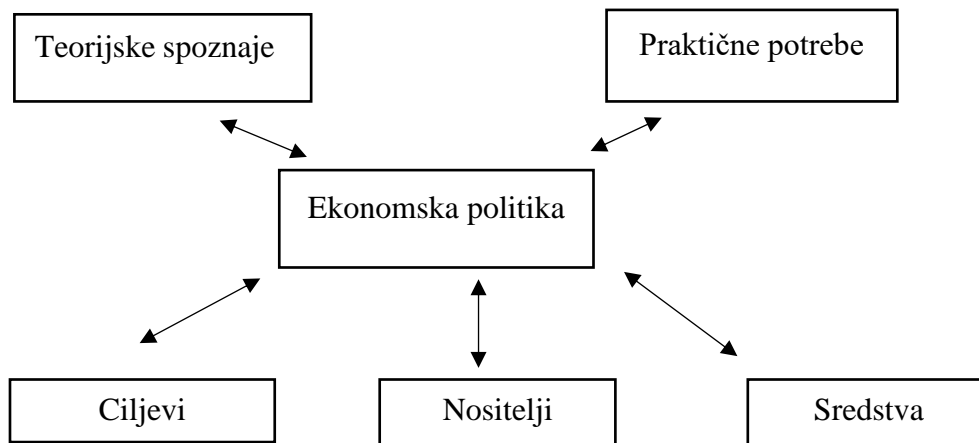 Teorijske spoznaje
Praktične potrebe
Ekonomska politika
Ciljevi
Nositelji
Sredstva